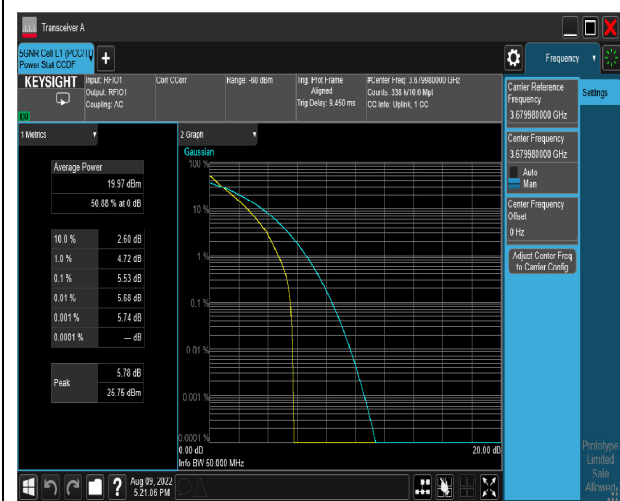 Transceiver A
5GNR Cell L1 (PCC/1)
Power Stat CCDF
+
Frequency
KEYSIGHT
Input: RFIO1
Output: RFIO1
Coupling: AC
Corr CCorr
Range: -60 dBm
Trig: Prot Frame
Aligned
Trig Delay: 9.450 ms
#Center Freq: 3.679980000 GHz
Counts: 338 k/10.0 Mpt
CC Info: Uplink, 1 CC
1 Metrics
Average Power
19.97 dBm
50.88 % at 0 dB
10.0 % 2.60 dB
1.0 % 4.72 dB
0.1 % 5.53 dB
0.01 % 5.68 dB
0.001 % 5.74 dB
0.0001 % --- dB
Peak
5.78 dB
25.75 dBm
2 Graph
Gaussian
100 %
10 %
1 %
0.1 %
0.01 %
0.001 %
0.0001 %
0.00 dB
20.00 dB
Info BW 50.000 MHz
Carrier Reference
Frequency
3.679980000 GHz
Center Frequency
3.679980000 GHz
Auto
Man
Center Frequency
Offset
0 Hz
Adjust Center Freq
to Carrier Config
Settings
Prototype
Limited
Sale
Allowed
?
Aug 09, 2022
5:21:06 PM